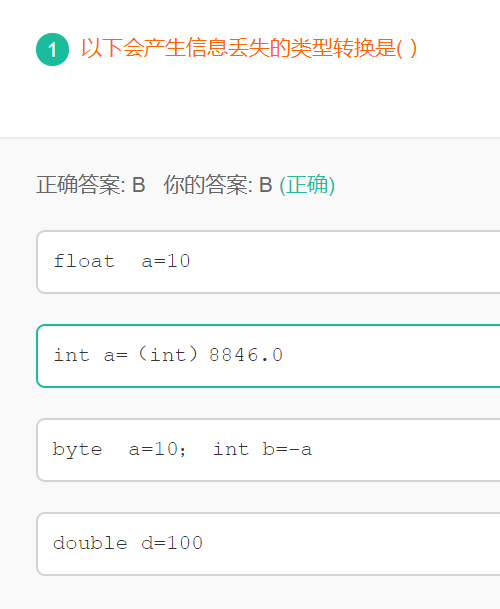 1 以下会产生信息丢失的类型转换是( )
正确答案: B 你的答案: B (正确)
float  a=10
int a=（int）8846.0
byte  a=10； int b=-a
double d=100